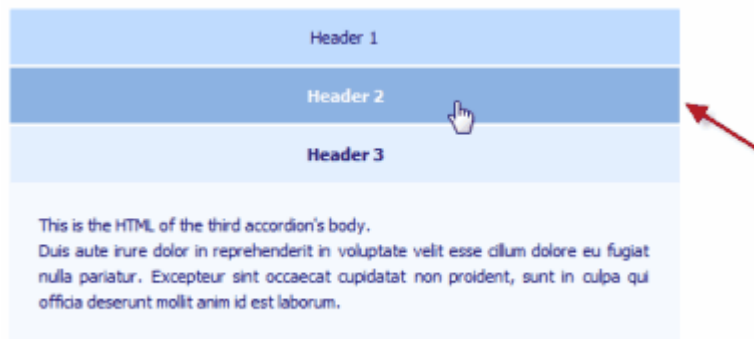 Header 1
Header 2
Header 3
This is the HTML of the third accordion's body.
Duis aute irure dolor in reprehenderit in voluptate velit esse cillum dolore eu fugiat
nulla pariatur. Excepteur sint occaecat cupidatat non proident, sunt in culpa qui
officia deserunt mollit anim id est laborum.